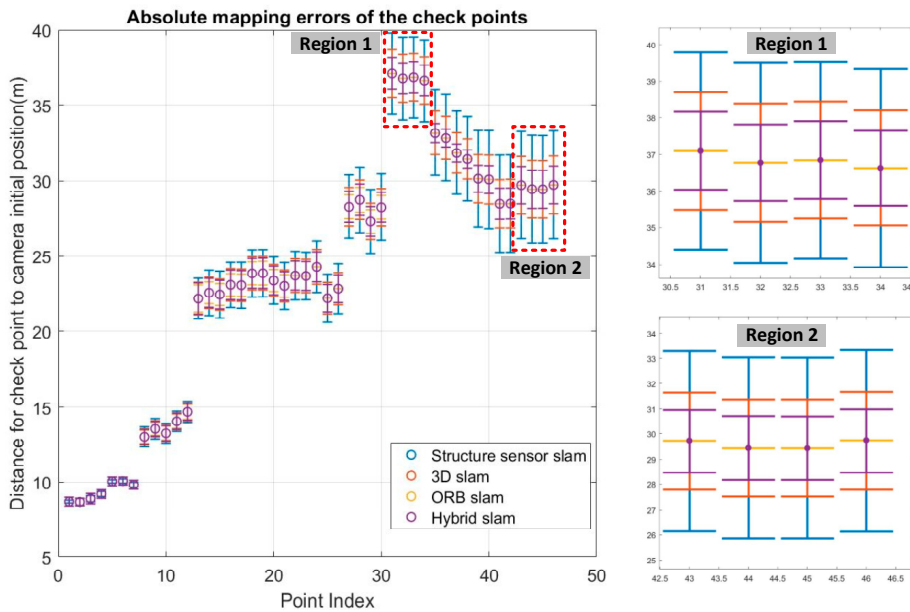 Absolute mapping errors of the check points
Distance for check point to camera initial position(m)
40
35
30
25
20
15
10
5
0
10
20
30
40
50
Point Index
Region 1
Region 2
Structure sensor slam
3D slam
ORB slam
Hybrid slam
Region 1
40
39
38
37
36
35
34
30.5 31 31.5 32 32.5 33 33.5 34 34.
Region 2
34
33
32
31
30
29
28
27
26
25
42.5 43 43.5 44 44.5 45 45.5 46 46.5